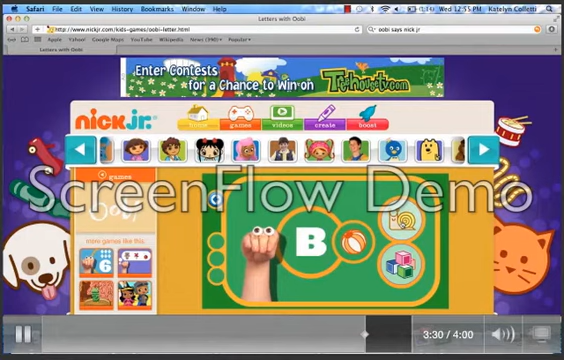 Safari File Edit View History Bookmarks Window Help
Wed 12:55 PM Katelyn Colletti
Letters with Oobi
http://www.nickjr.com/kids-games/oobi-letter.html
oobi says nick jr
Apple Yahoo! Google Maps YouTube Wikipedia News Popular
Letters with Oobi
Enter Contests
for a Chance to Win on Treehousetv.com
nick jr.
home games videos create boost
games
ScreenFlow Demo
Oobi
more games like this:
B
3:30 / 4:00